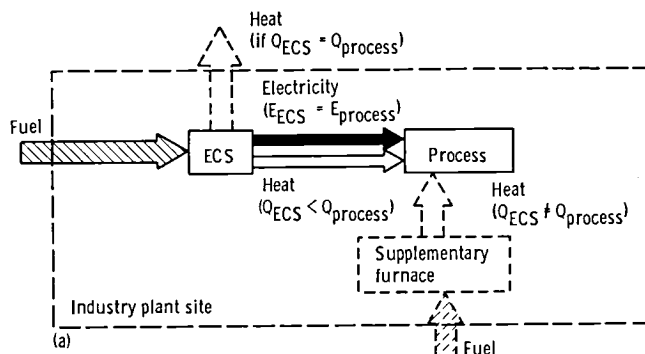 Heat
(if Q_ECS = Q_process)
Electricity
(E_ECS = E_process)
Fuel
ECS
Process
Heat
(Q_ECS < Q_process)
Heat
(Q_ECS ≠ Q_process)
Supplementary
furnace
Industry plant site
(a)
Fuel